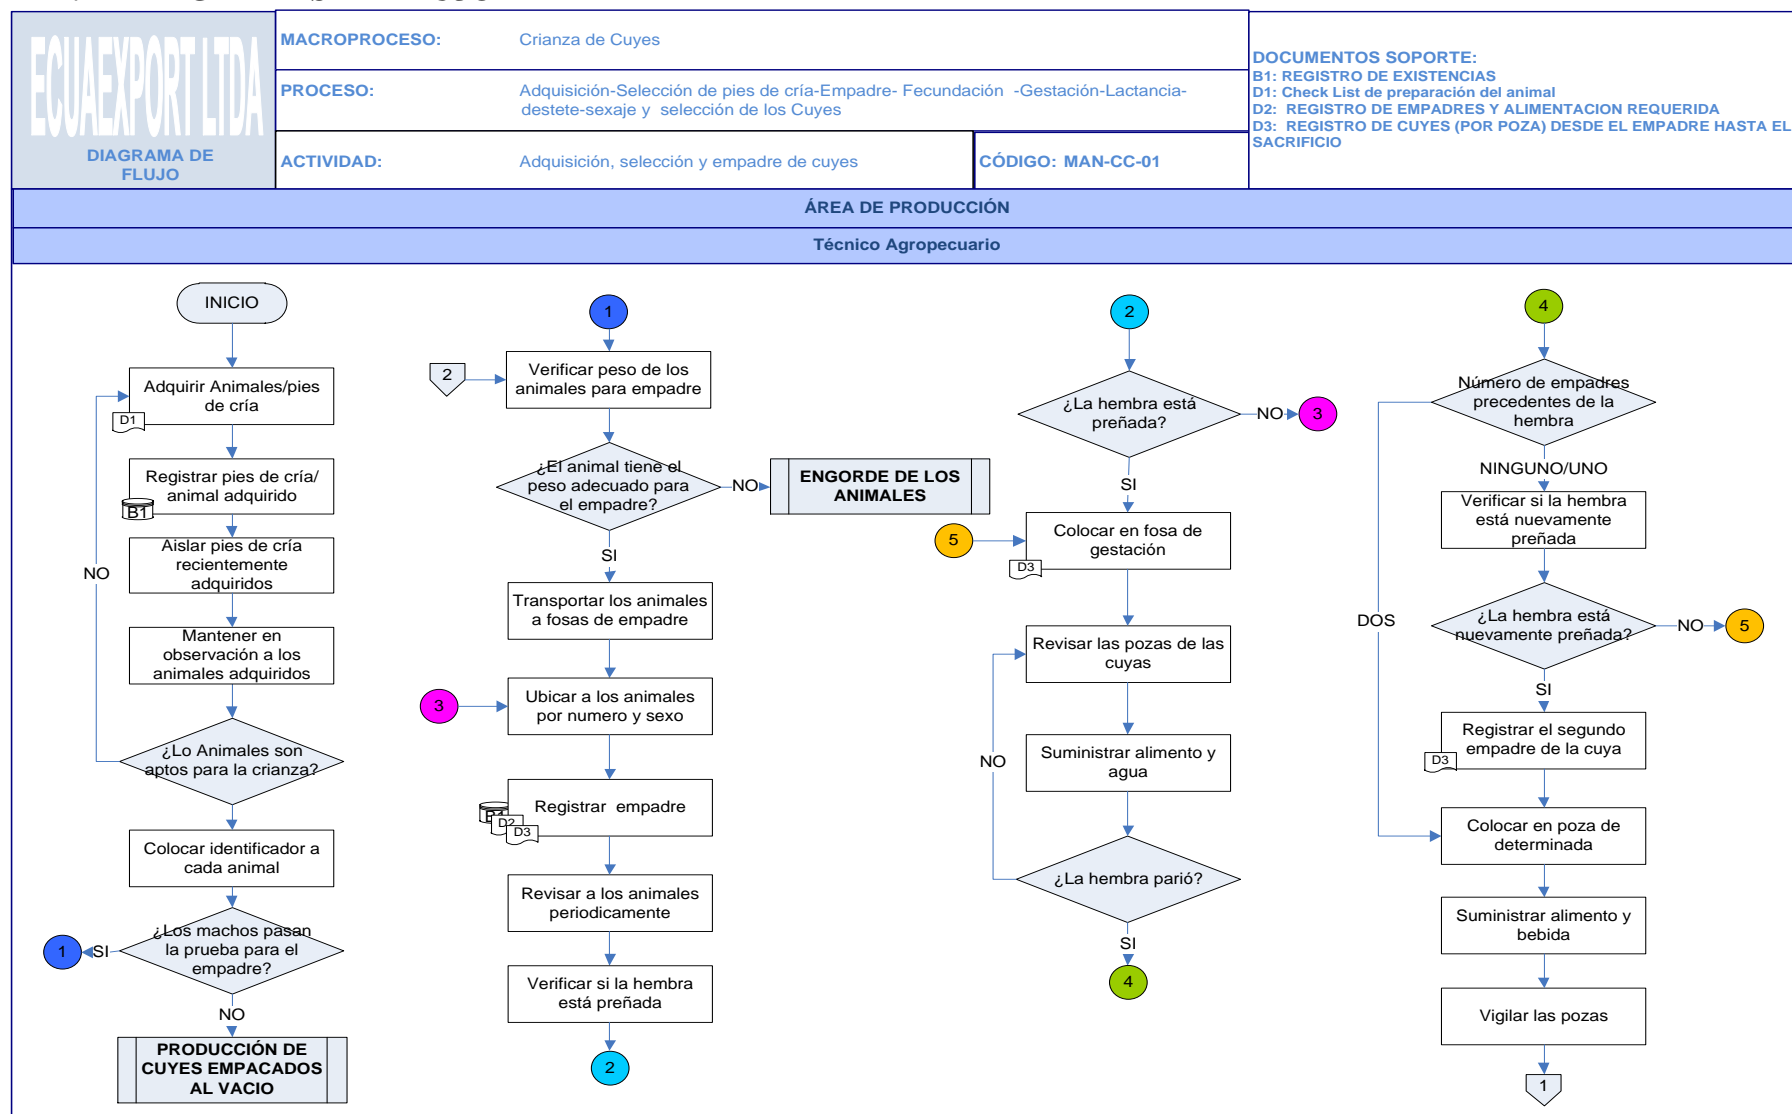 ECUAEXPORT LTDA
DIAGRAMA DE
FLUJO
MACROPROCESO:
Crianza de Cuyes
PROCESO:
Adquisición-Selección de pies de cría-Empadre- Fecundación -Gestación-Lactancia-
destete-sexaje y selección de los Cuyes
ACTIVIDAD:
Adquisición, selección y empadre de cuyes
CÓDIGO: MAN-CC-01
DOCUMENTOS SOPORTE:
B1: REGISTRO DE EXISTENCIAS
D1: Check List de preparación del animal
D2: REGISTRO DE EMPADRES Y ALIMENTACION REQUERIDA
D3: REGISTRO DE CUYES (POR POZA) DESDE EL EMPADRE HASTA EL
SACRIFICIO
ÁREA DE PRODUCCIÓN
Técnico Agropecuario
INICIO
Adquirir Animales/pies
de cría
D1
Registrar pies de cría/
animal adquirido
B1
Aislar pies de cría
recientemente
adquiridos
NO
Mantener en
observación a los
animales adquiridos
¿Lo Animales son
aptos para la crianza?
Colocar identificador a
cada animal
¿Los machos pasan
la prueba para el
empadre?
SI
1
NO
PRODUCCIÓN DE
CUYES EMPACADOS
AL VACIO
1
2
Verificar peso de los
animales para empadre
¿El animal tiene el
peso adecuado para
el empadre?
NO
ENGORDE DE LOS
ANIMALES
SI
Transportar los animales
a fosas de empadre
3
Ubicar a los animales
por numero y sexo
Registrar empadre
B1
D2
D3
Revisar a los animales
periodicamente
Verificar si la hembra
está preñada
2
2
¿La hembra está
preñada?
NO
3
SI
5
Colocar en fosa de
gestación
D3
Revisar las pozas de las
cuyas
NO
Suministrar alimento y
agua
¿La hembra parió?
SI
4
4
Número de empadres
precedentes de la
hembra
NINGUNO/UNO
Verificar si la hembra
está nuevamente
preñada
DOS
¿La hembra está
nuevamente preñada?
NO
5
SI
Registrar el segundo
empadre de la cuya
D3
Colocar en poza de
determinada
Suministrar alimento y
bebida
Vigilar las pozas
1